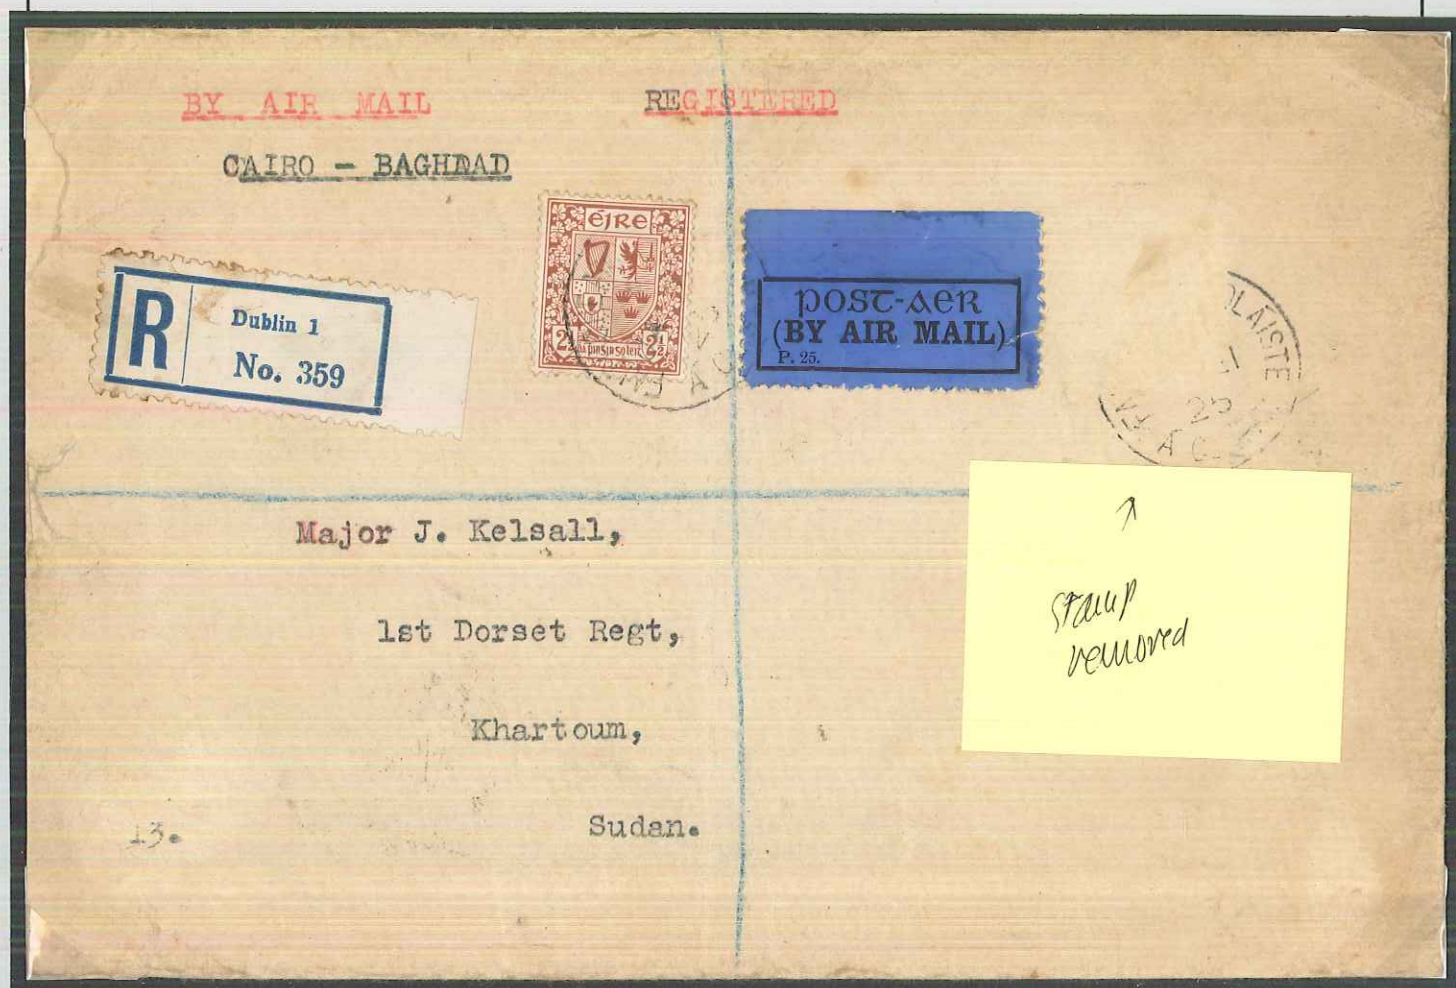 BY AIR MAIL
REGISTERED
CAIRO - BAGHDAD
éire
2½ 2½
R
Dublin 1
No. 359
post-aer
(BY AIR MAIL)
P. 25.
OLÁISTE
25
A C
Major J. Kelsall,
1st Dorset Regt,
Khartoum,
Sudan.
13.
stamp
removed